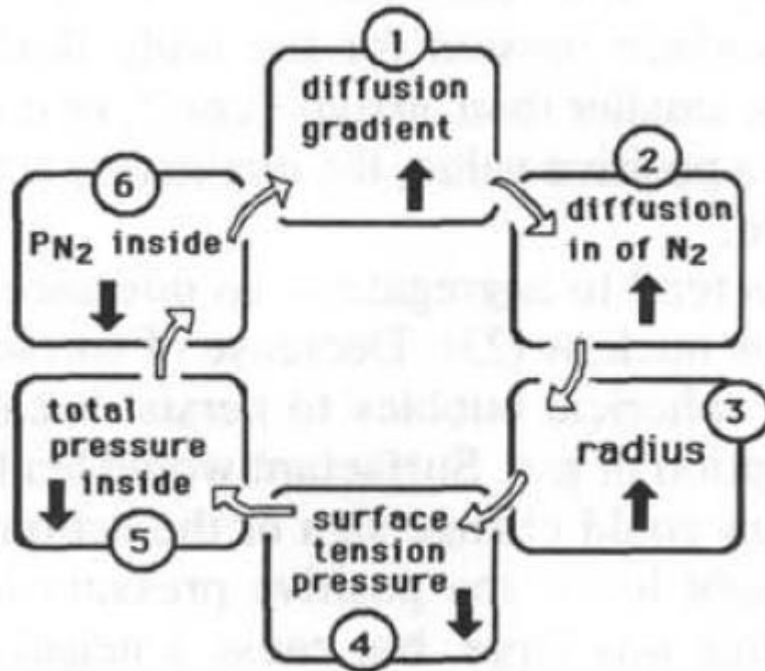 1
diffusion
gradient
2
diffusion
in of N2
3
radius
4
surface
tension
pressure
5
total
pressure
inside
6
PN2 inside